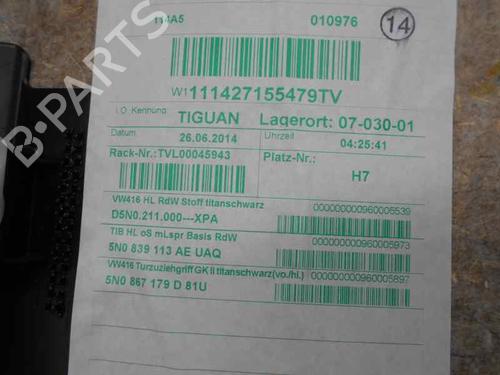 114A5 010976 14
W1111427155479TV
I.O. Kennung TIGUAN Lagerort: 07-030-01
Datum 26.06.2014 Uhrzeit 04:25:41
Rack-Nr.:TVL00045943 Platz-Nr.: H7
VW416 HL RdW Stoff titanschwarz 000000000960005539
D5N0.211.000---XPA
TIB HL oS mLspr Basis RdW 000000000960005973
5N0 839 113 AE UAQ
VW416 Turzuziehgriff GK II titanschwarz(vo./hl.) 000000000960005897
5N0 867 179 D 81U
B-PARTS